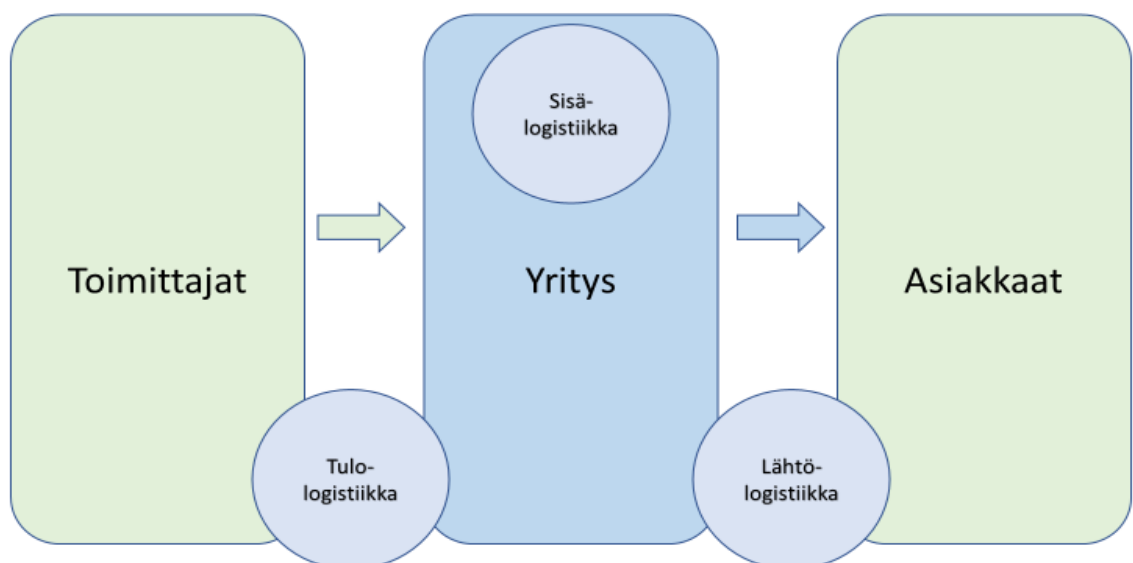 Sisä-
logistiikka
Toimittajat
Yritys
Asiakkaat
Tulo-
logistiikka
Lähtö-
logistiikka